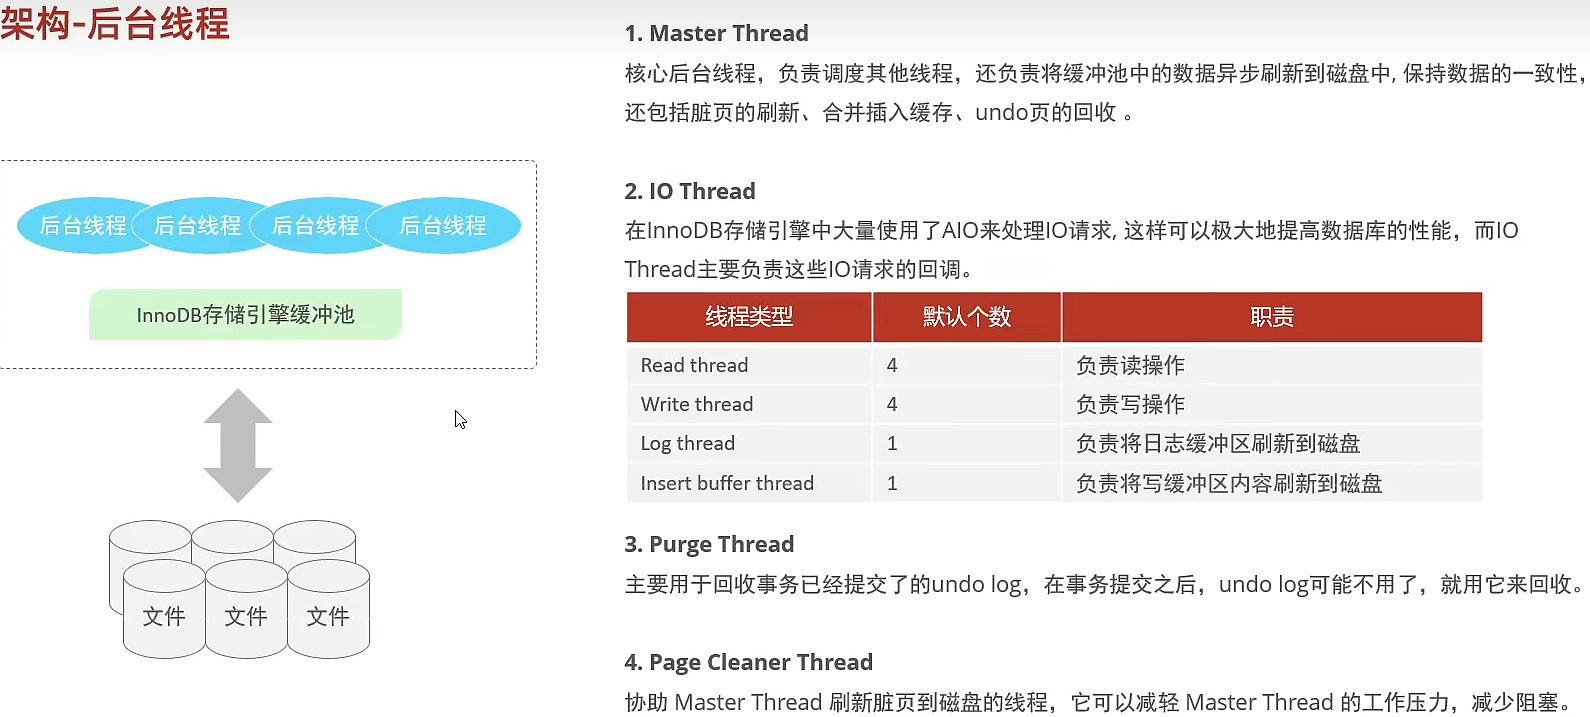 架构-后台线程
后台线程 后台线程 后台线程 后台线程
InnoDB存储引擎缓冲池
文件 文件 文件
1. Master Thread
核心后台线程，负责调度其他线程，还负责将缓冲池中的数据异步刷新到磁盘中, 保持数据的一致性，
还包括脏页的刷新、合并插入缓存、undo页的回收 。
2. IO Thread
在InnoDB存储引擎中大量使用了AIO来处理IO请求, 这样可以极大地提高数据库的性能，而IO
Thread主要负责这些IO请求的回调。
线程类型 默认个数 职责
Read thread 4 负责读操作
Write thread 4 负责写操作
Log thread 1 负责将日志缓冲区刷新到磁盘
Insert buffer thread 1 负责将写缓冲区内容刷新到磁盘
3. Purge Thread
主要用于回收事务已经提交了的undo log，在事务提交之后，undo log可能不用了，就用它来回收。
4. Page Cleaner Thread
协助 Master Thread 刷新脏页到磁盘的线程，它可以减轻 Master Thread 的工作压力，减少阻塞。